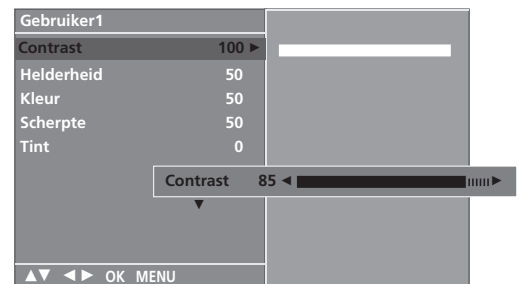 Gebruiker1
Contrast 100 ►
Helderheid 50
Kleur 50
Scherpte 50
Tint 0
Contrast 85 ◄ ►
▼
▲▼ ◄► OK MENU